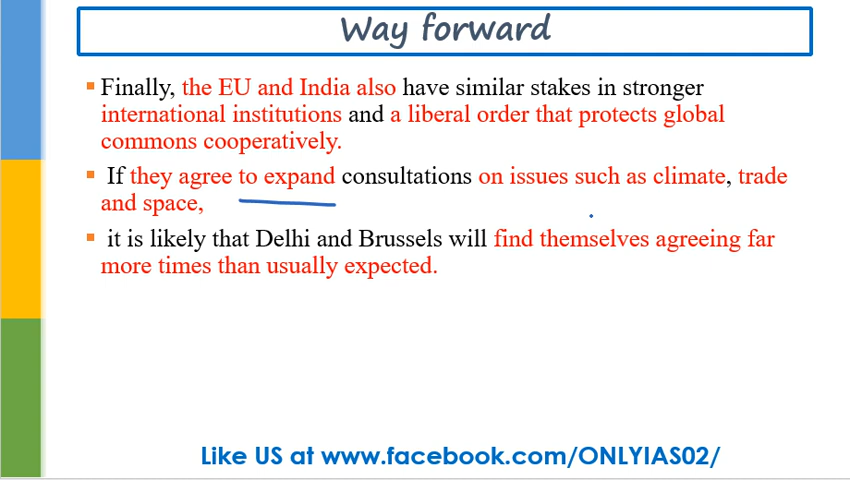 Way forward
Finally, the EU and India also have similar stakes in stronger
international institutions and a liberal order that protects global
commons cooperatively.
If they agree to expand consultations on issues such as climate, trade
and space,
it is likely that Delhi and Brussels will find themselves agreeing far
more times than usually expected.
Like US at www.facebook.com/ONLYIAS02/